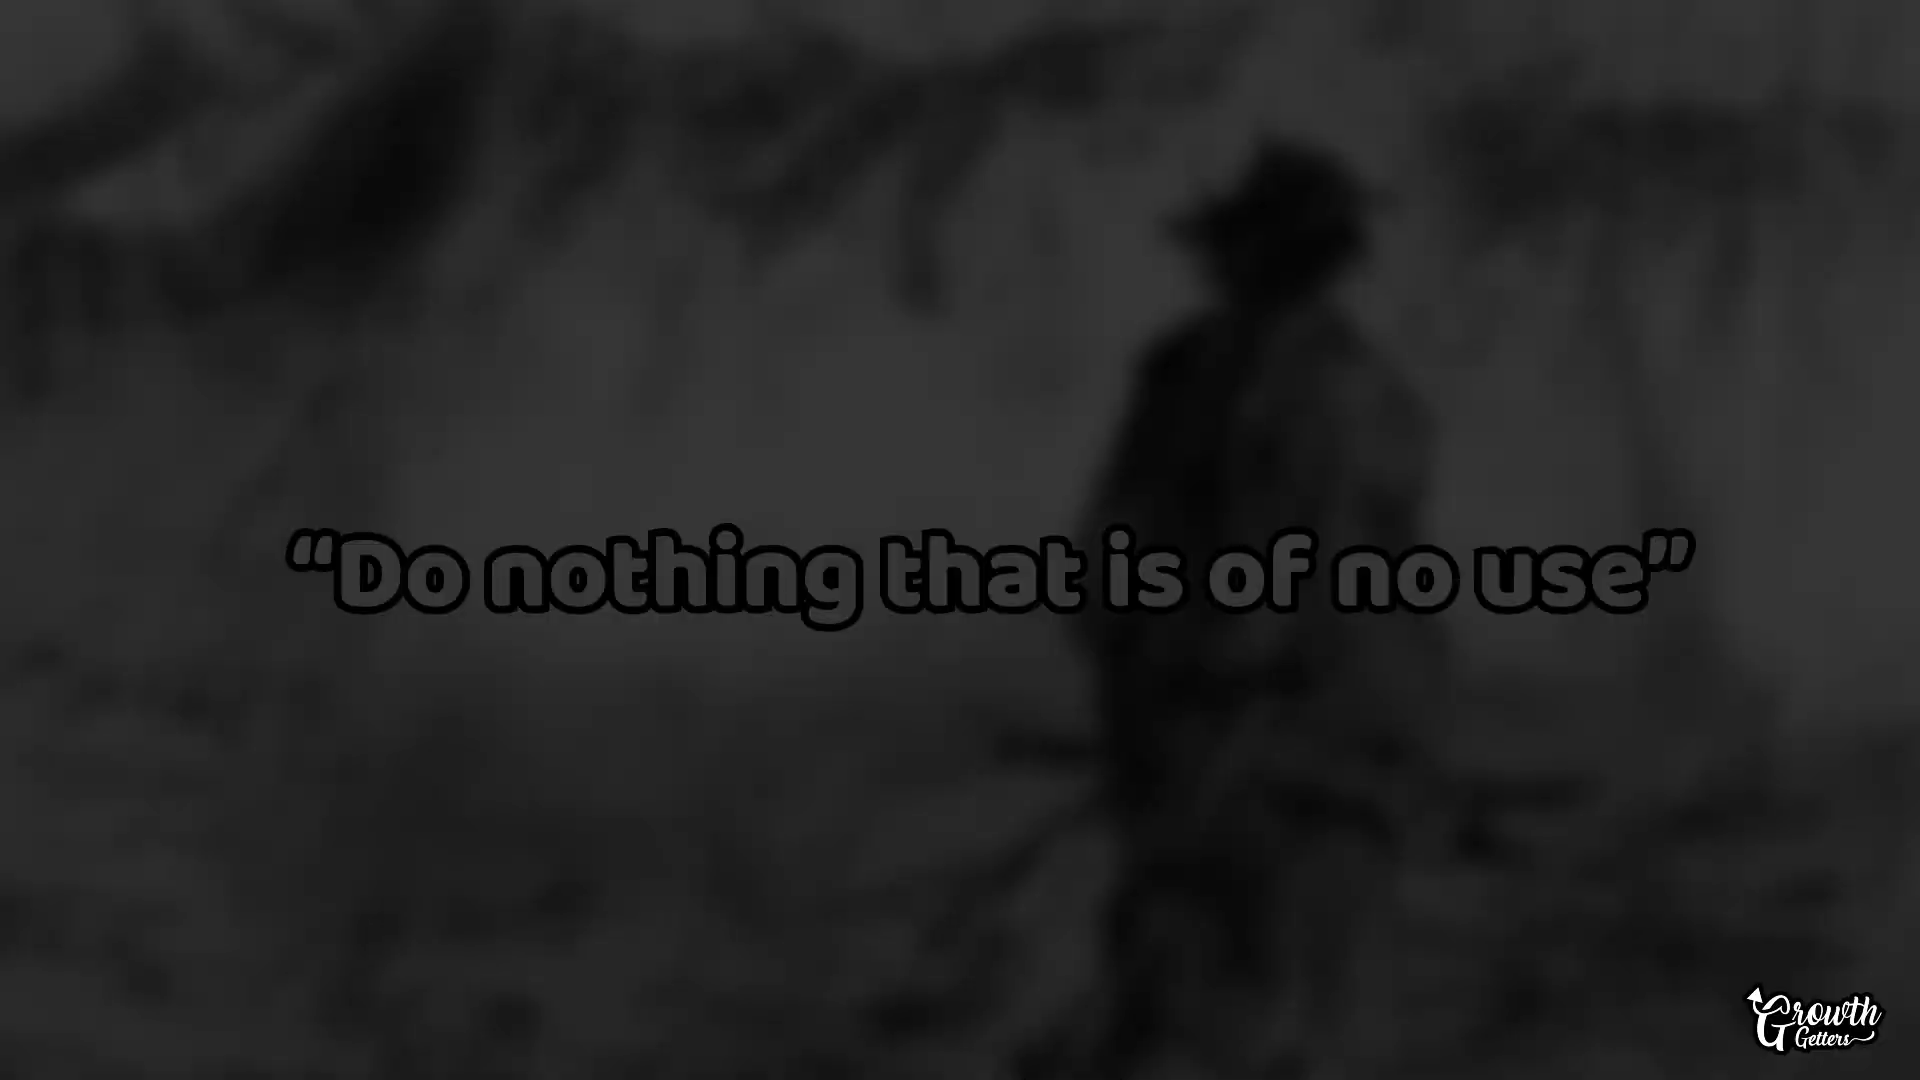 “Do nothing that is of no use”
Growth
Getters